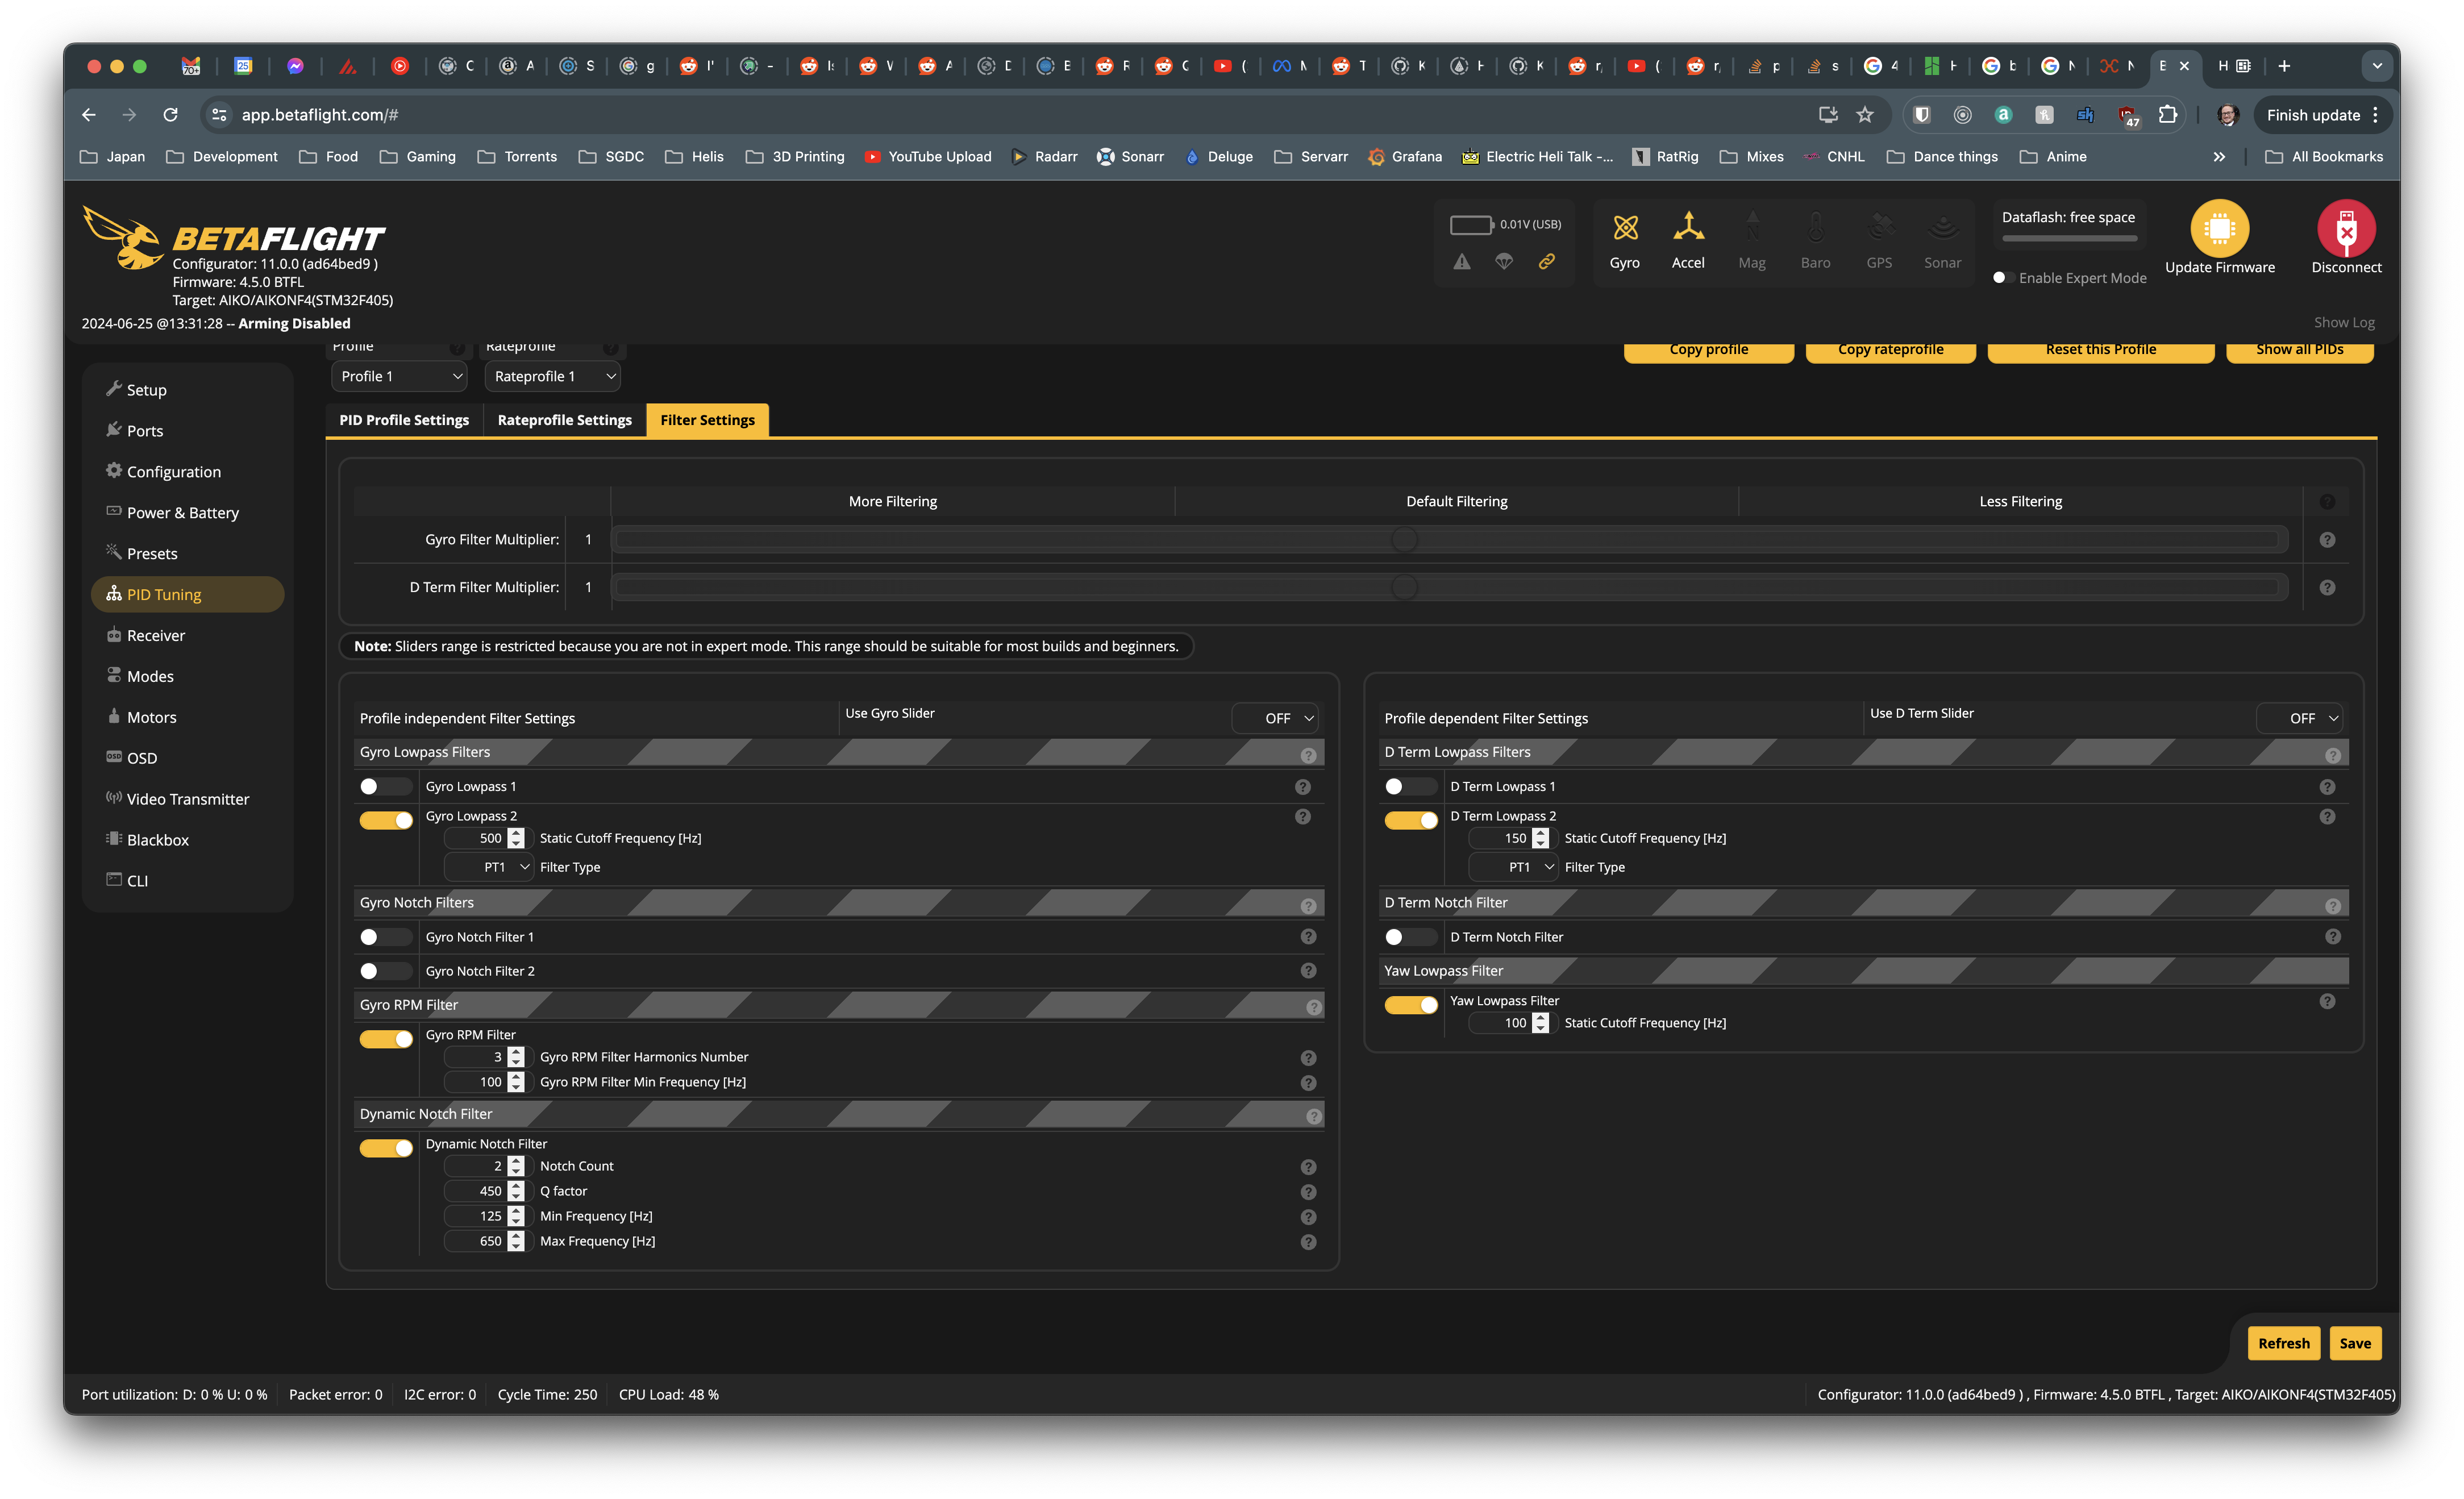 70+
25
C
A
S
g
I'
-
Is
V
A
D
E
R
C
(
N
T
K
H
K
r/
(
r/
p
s
4
H
b
N
N
E
H
app.betaflight.com/#
47
Finish update
Japan
Development
Food
Gaming
Torrents
SGDC
Helis
3D Printing
YouTube Upload
Radarr
Sonarr
Deluge
Servarr
Grafana
Electric Heli Talk -...
RatRig
Mixes
CNHL
Dance things
Anime
All Bookmarks
BETAFLIGHT
Configurator: 11.0.0 (ad64bed9 )
Firmware: 4.5.0 BTFL
Target: AIKO/AIKONF4(STM32F405)
0.01V (USB)
Gyro
Accel
Mag
Baro
GPS
Sonar
Dataflash: free space
Enable Expert Mode
Update Firmware
Disconnect
2024-06-25 @13:31:28 -- Arming Disabled
Show Log
Setup
Ports
Configuration
Power & Battery
Presets
PID Tuning
Receiver
Modes
Motors
OSD
Video Transmitter
Blackbox
CLI
Profile
Rateprofile
Profile 1
Rateprofile 1
Copy profile
Copy rateprofile
Reset this Profile
Show all PIDs
PID Profile Settings
Rateprofile Settings
Filter Settings
More Filtering
Default Filtering
Less Filtering
Gyro Filter Multiplier:
1
D Term Filter Multiplier:
1
Note: Sliders range is restricted because you are not in expert mode. This range should be suitable for most builds and beginners.
Profile independent Filter Settings
Use Gyro Slider
OFF
Gyro Lowpass Filters
Gyro Lowpass 1
Gyro Lowpass 2
500 Static Cutoff Frequency [Hz]
PT1 Filter Type
Gyro Notch Filters
Gyro Notch Filter 1
Gyro Notch Filter 2
Gyro RPM Filter
Gyro RPM Filter
3 Gyro RPM Filter Harmonics Number
100 Gyro RPM Filter Min Frequency [Hz]
Dynamic Notch Filter
Dynamic Notch Filter
2 Notch Count
450 Q factor
125 Min Frequency [Hz]
650 Max Frequency [Hz]
Profile dependent Filter Settings
Use D Term Slider
OFF
D Term Lowpass Filters
D Term Lowpass 1
D Term Lowpass 2
150 Static Cutoff Frequency [Hz]
PT1 Filter Type
D Term Notch Filter
D Term Notch Filter
Yaw Lowpass Filter
Yaw Lowpass Filter
100 Static Cutoff Frequency [Hz]
Refresh
Save
Port utilization: D: 0 % U: 0 %
Packet error: 0
I2C error: 0
Cycle Time: 250
CPU Load: 48 %
Configurator: 11.0.0 (ad64bed9 ) , Firmware: 4.5.0 BTFL , Target: AIKO/AIKONF4(STM32F405)